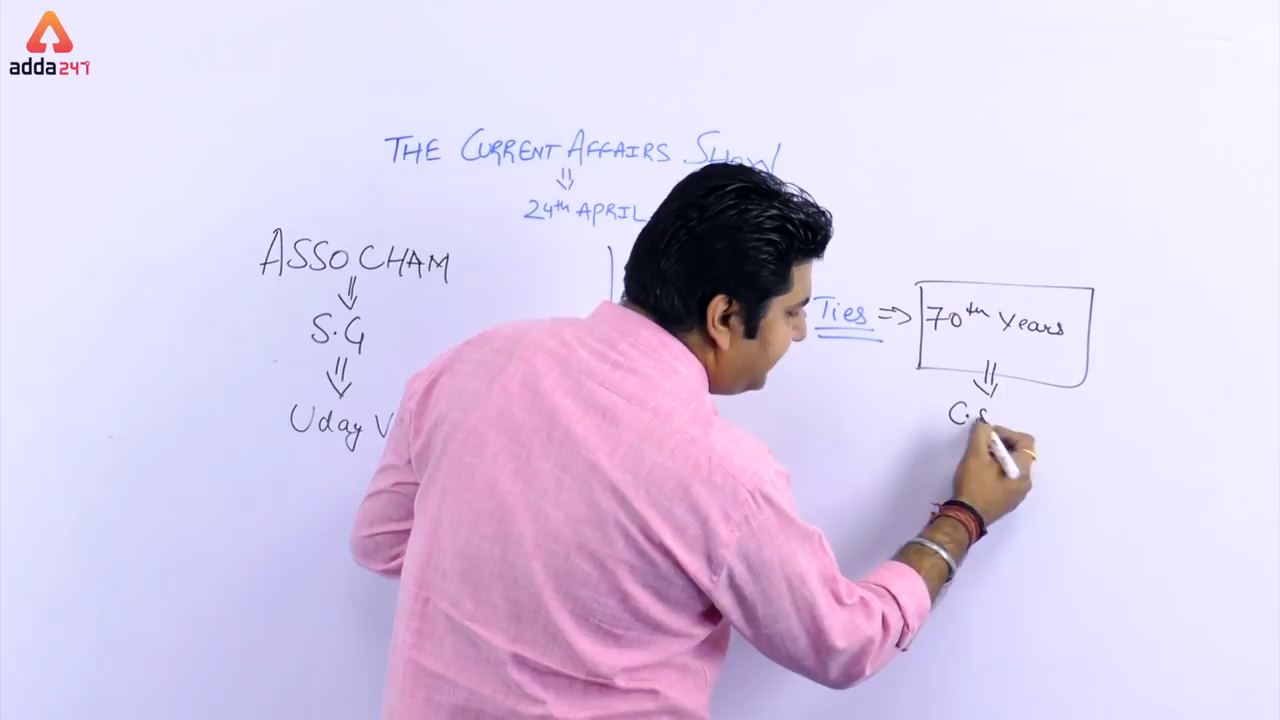 adda247
THE CURRENT AFFAIRS SHOW
24th APRIL
ASSOCHAM
S.G
Uday V
Ties
70th Years
C.S